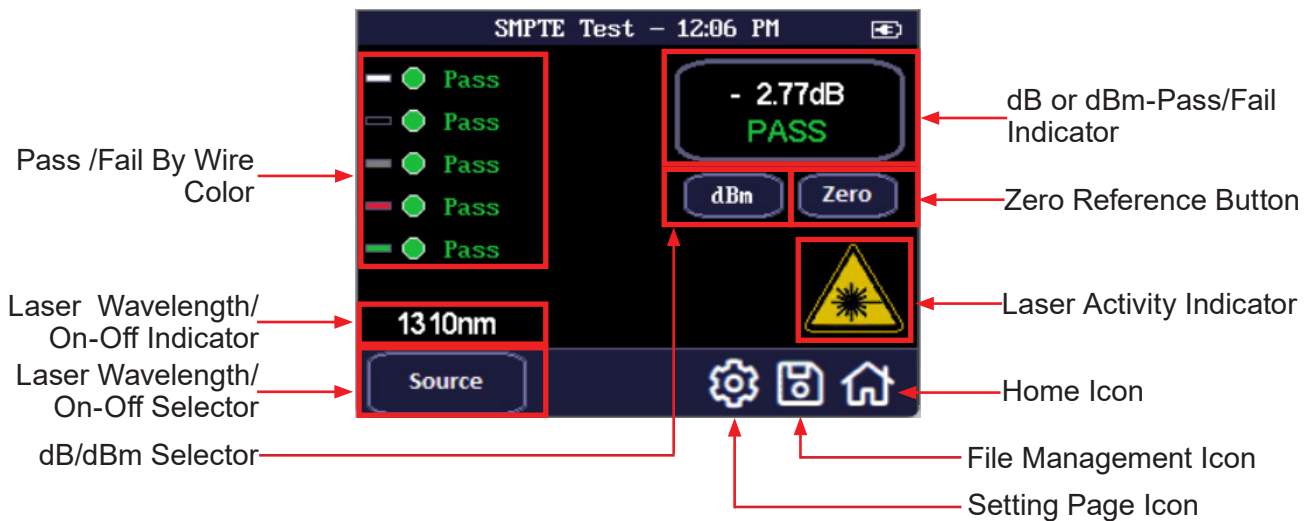 SMPTE Test - 12:06 PM
Pass
Pass
Pass
Pass
Pass
- 2.77dB
PASS
dBm
Zero
1310nm
Source
Pass /Fail By Wire
Color
Laser Wavelength/
On-Off Indicator
Laser Wavelength/
On-Off Selector
dB/dBm Selector
dB or dBm-Pass/Fail
Indicator
Zero Reference Button
Laser Activity Indicator
Home Icon
File Management Icon
Setting Page Icon